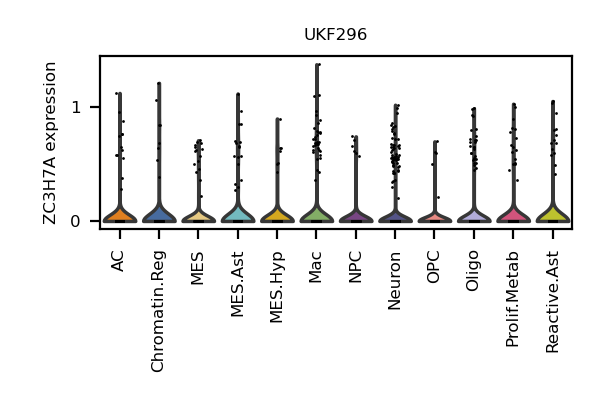 UKF296
ZC3H7A expression
1
0
AC
Chromatin.Reg
MES
MES.Ast
MES.Hyp
Mac
NPC
Neuron
OPC
Oligo
Prolif.Metab
Reactive.Ast